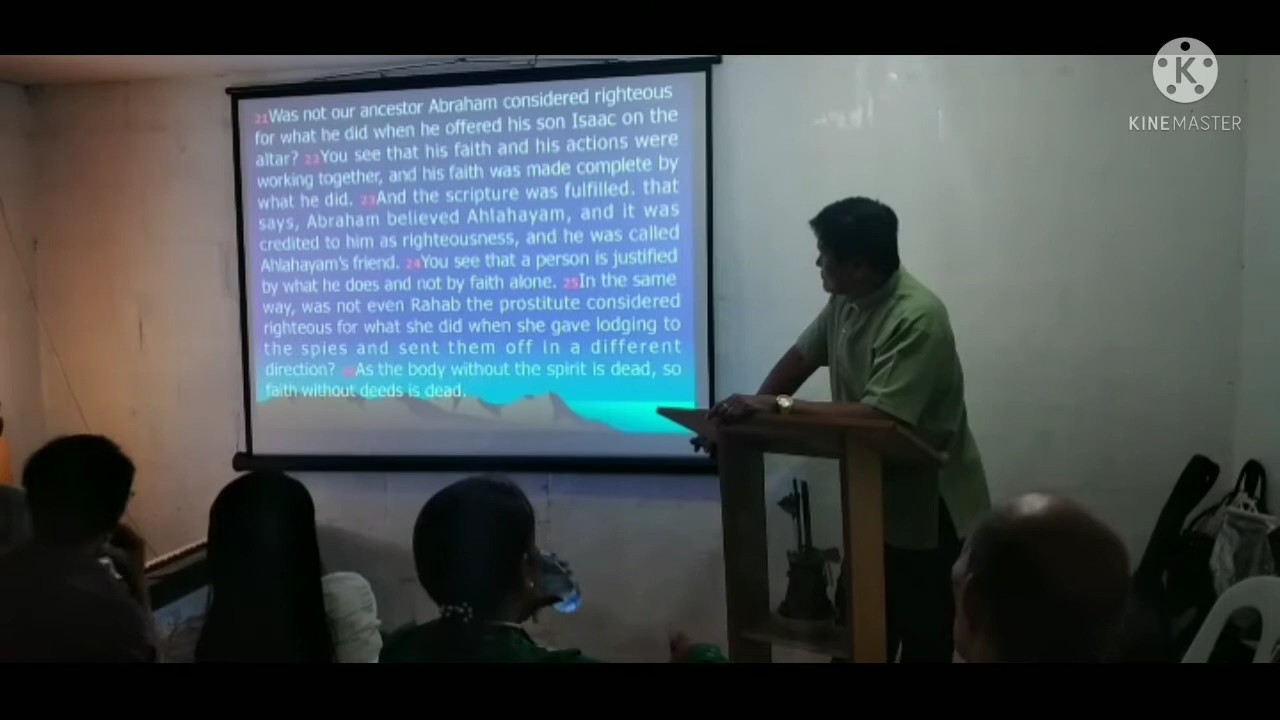 21Was not our ancestor Abraham considered righteous
for what he did when he offered his son Isaac on the
altar? 22You see that his faith and his actions were
working together, and his faith was made complete by
what he did. 23And the scripture was fulfilled. that
says, Abraham believed Ahlahayam, and it was
credited to him as righteousness, and he was called
Ahlahayam's friend. 24You see that a person is justified
by what he does and not by faith alone. 25In the same
way, was not even Rahab the prostitute considered
righteous for what she did when she gave lodging to
the spies and sent them off in a different
direction? As the body without the spirit is dead, so
faith without deeds is dead.
K
KINEMASTER